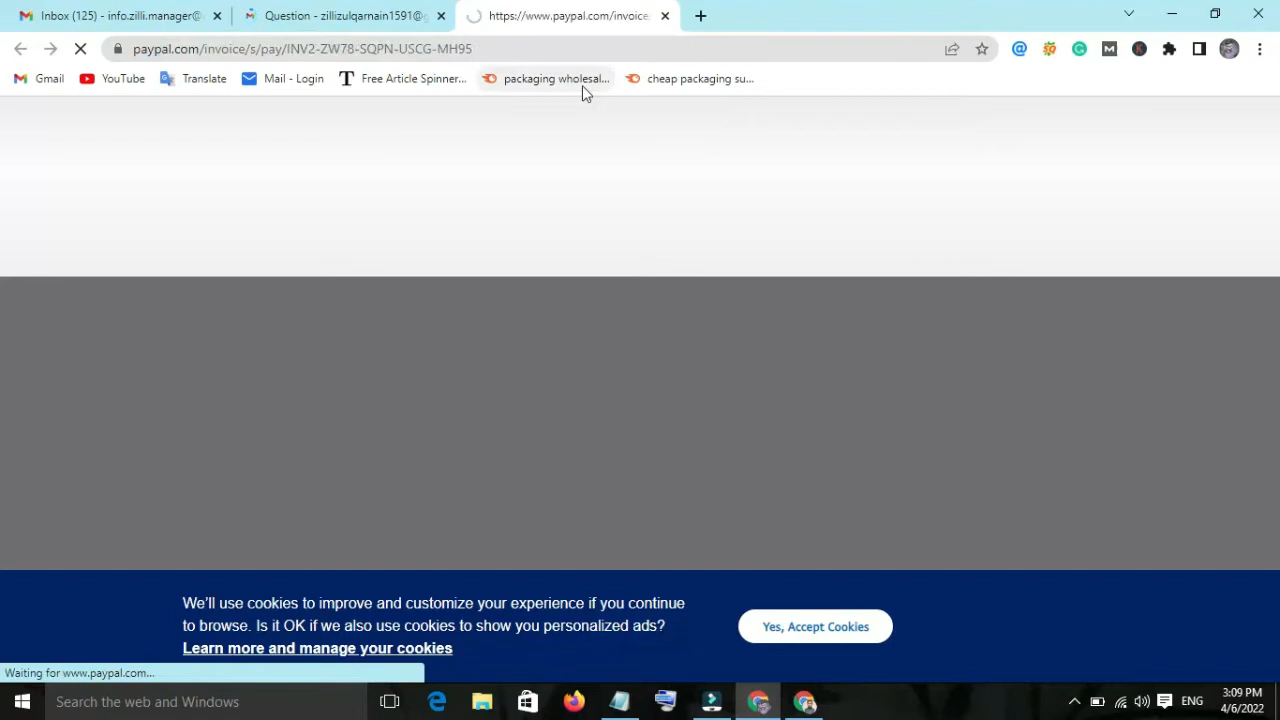 Inbox (125) - info.zilli.manager@
Question - zillizulqarnain1591@g
https://www.paypal.com/invoice
paypal.com/invoice/s/pay/INV2-ZW78-SQPN-USCG-MH95
Gmail
YouTube
Translate
Mail - Login
Free Article Spinner...
packaging wholesal...
cheap packaging su...
We'll use cookies to improve and customize your experience if you continue
to browse. Is it OK if we also use cookies to show you personalized ads?
Learn more and manage your cookies
Yes, Accept Cookies
Waiting for www.paypal.com...
Search the web and Windows
ENG
3:09 PM
4/6/2022